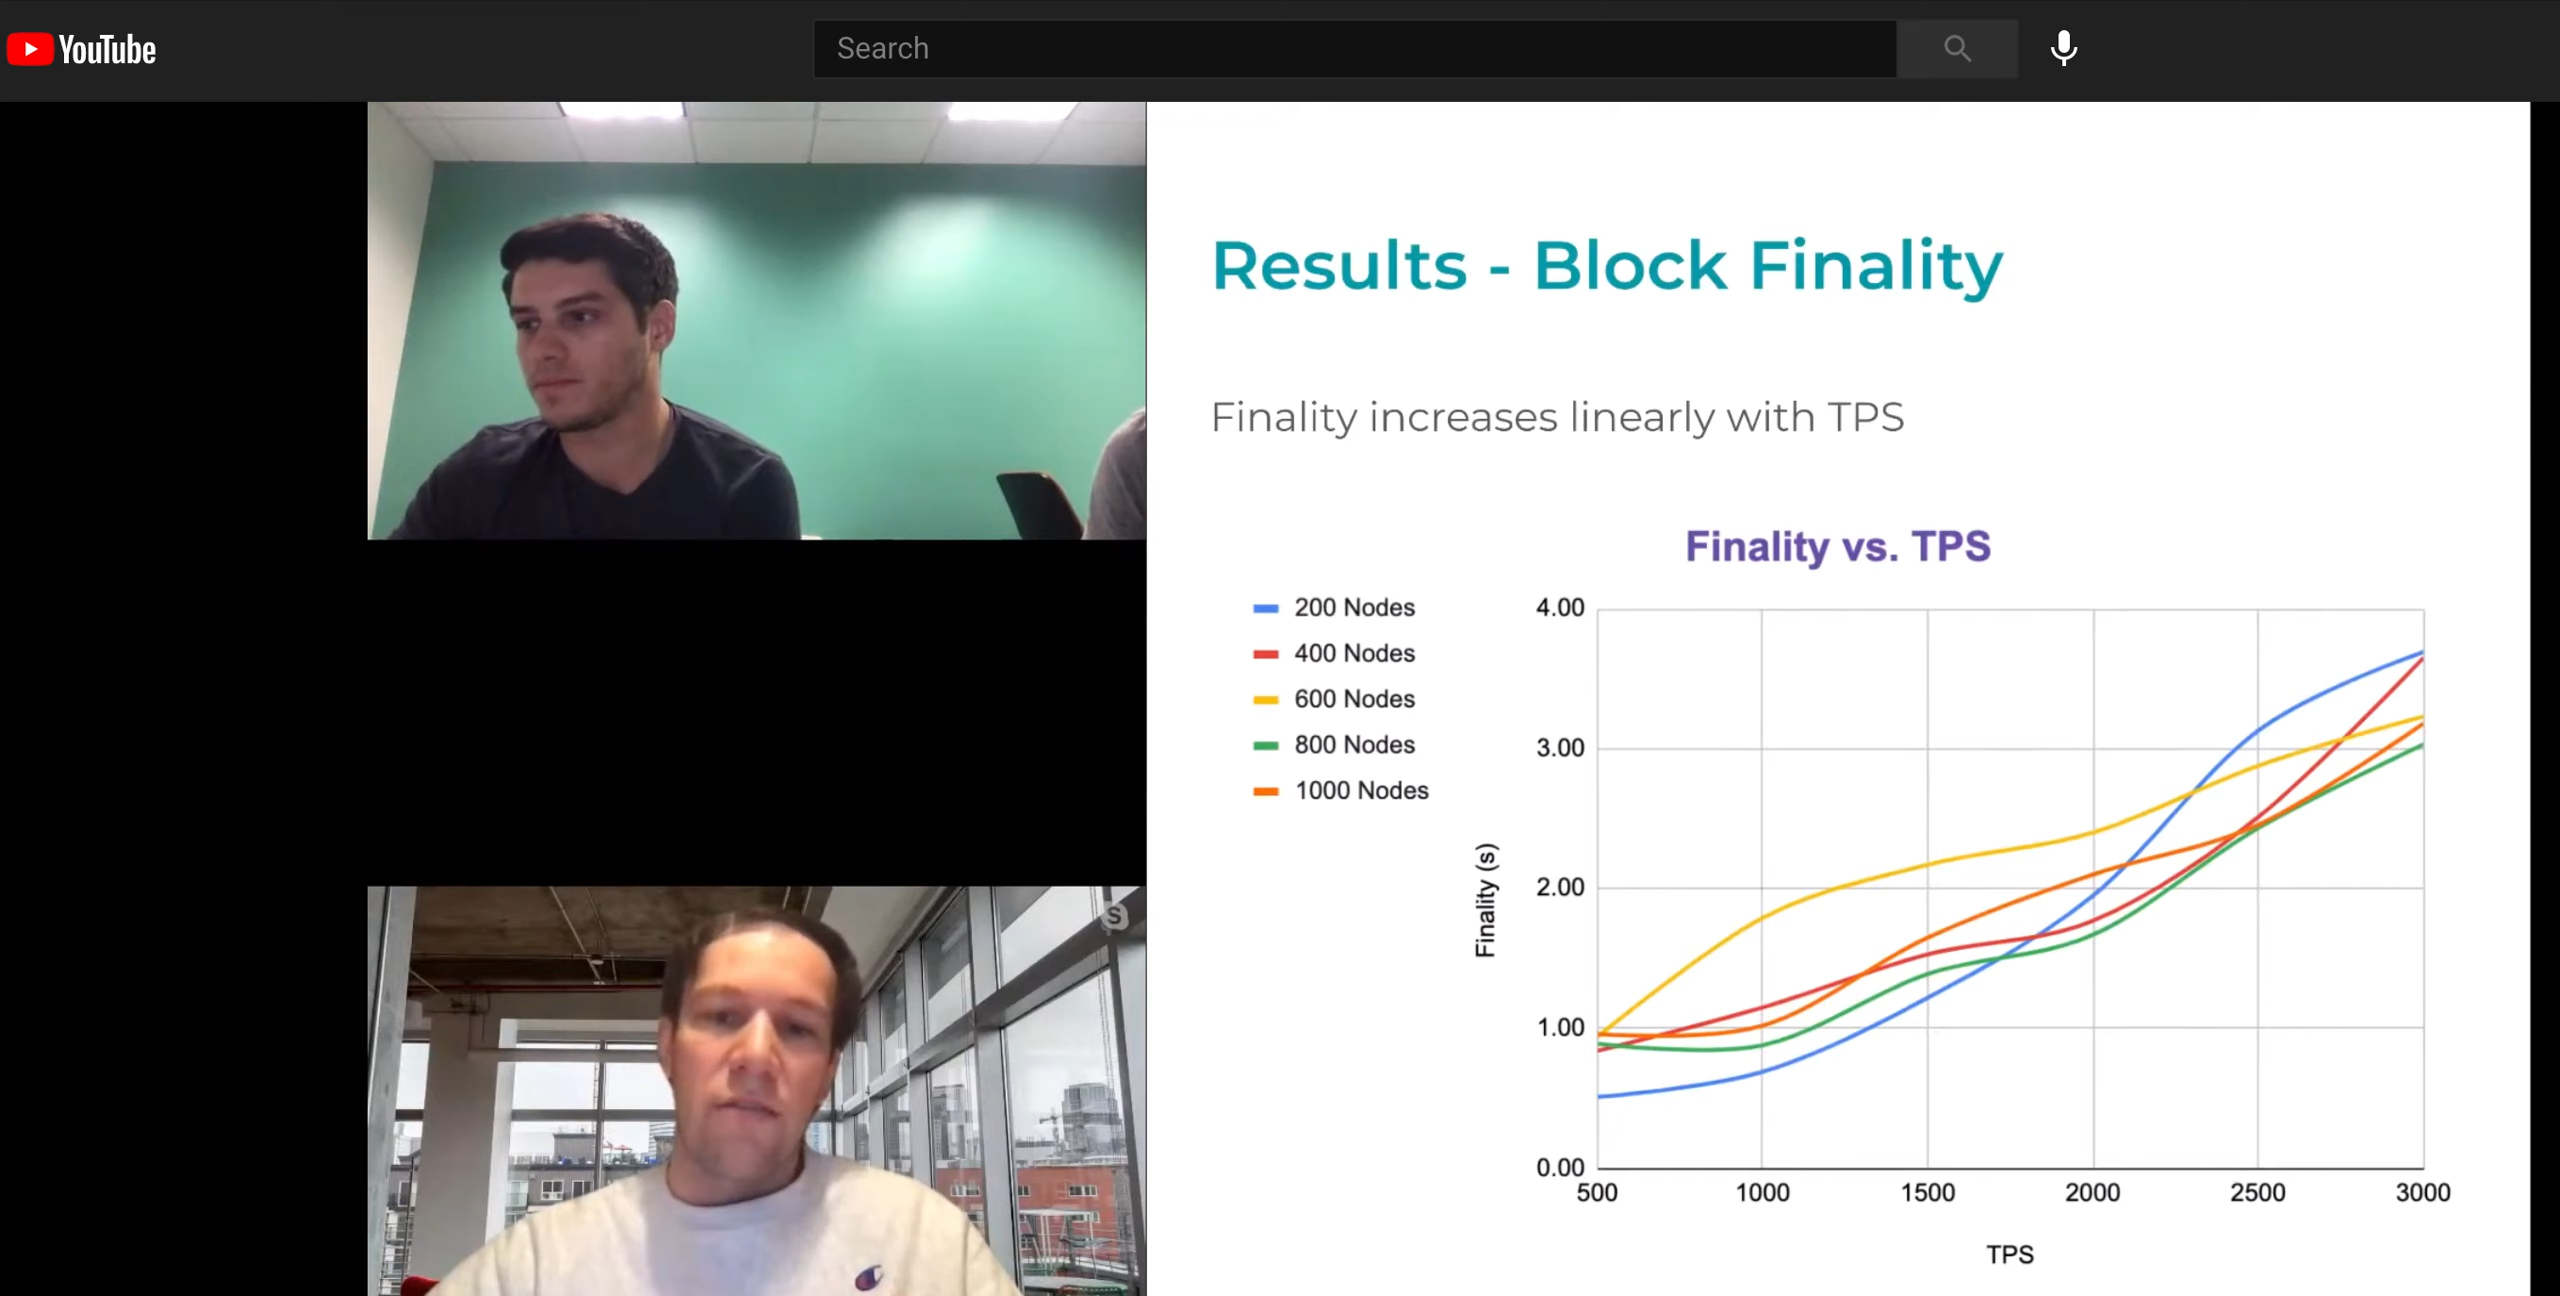 YouTube
Search
Results - Block Finality
Finality increases linearly with TPS
Finality vs. TPS
200 Nodes
400 Nodes
600 Nodes
800 Nodes
1000 Nodes
Finality (s)
4.00
3.00
2.00
1.00
0.00
500 1000 1500 2000 2500 3000
TPS
S